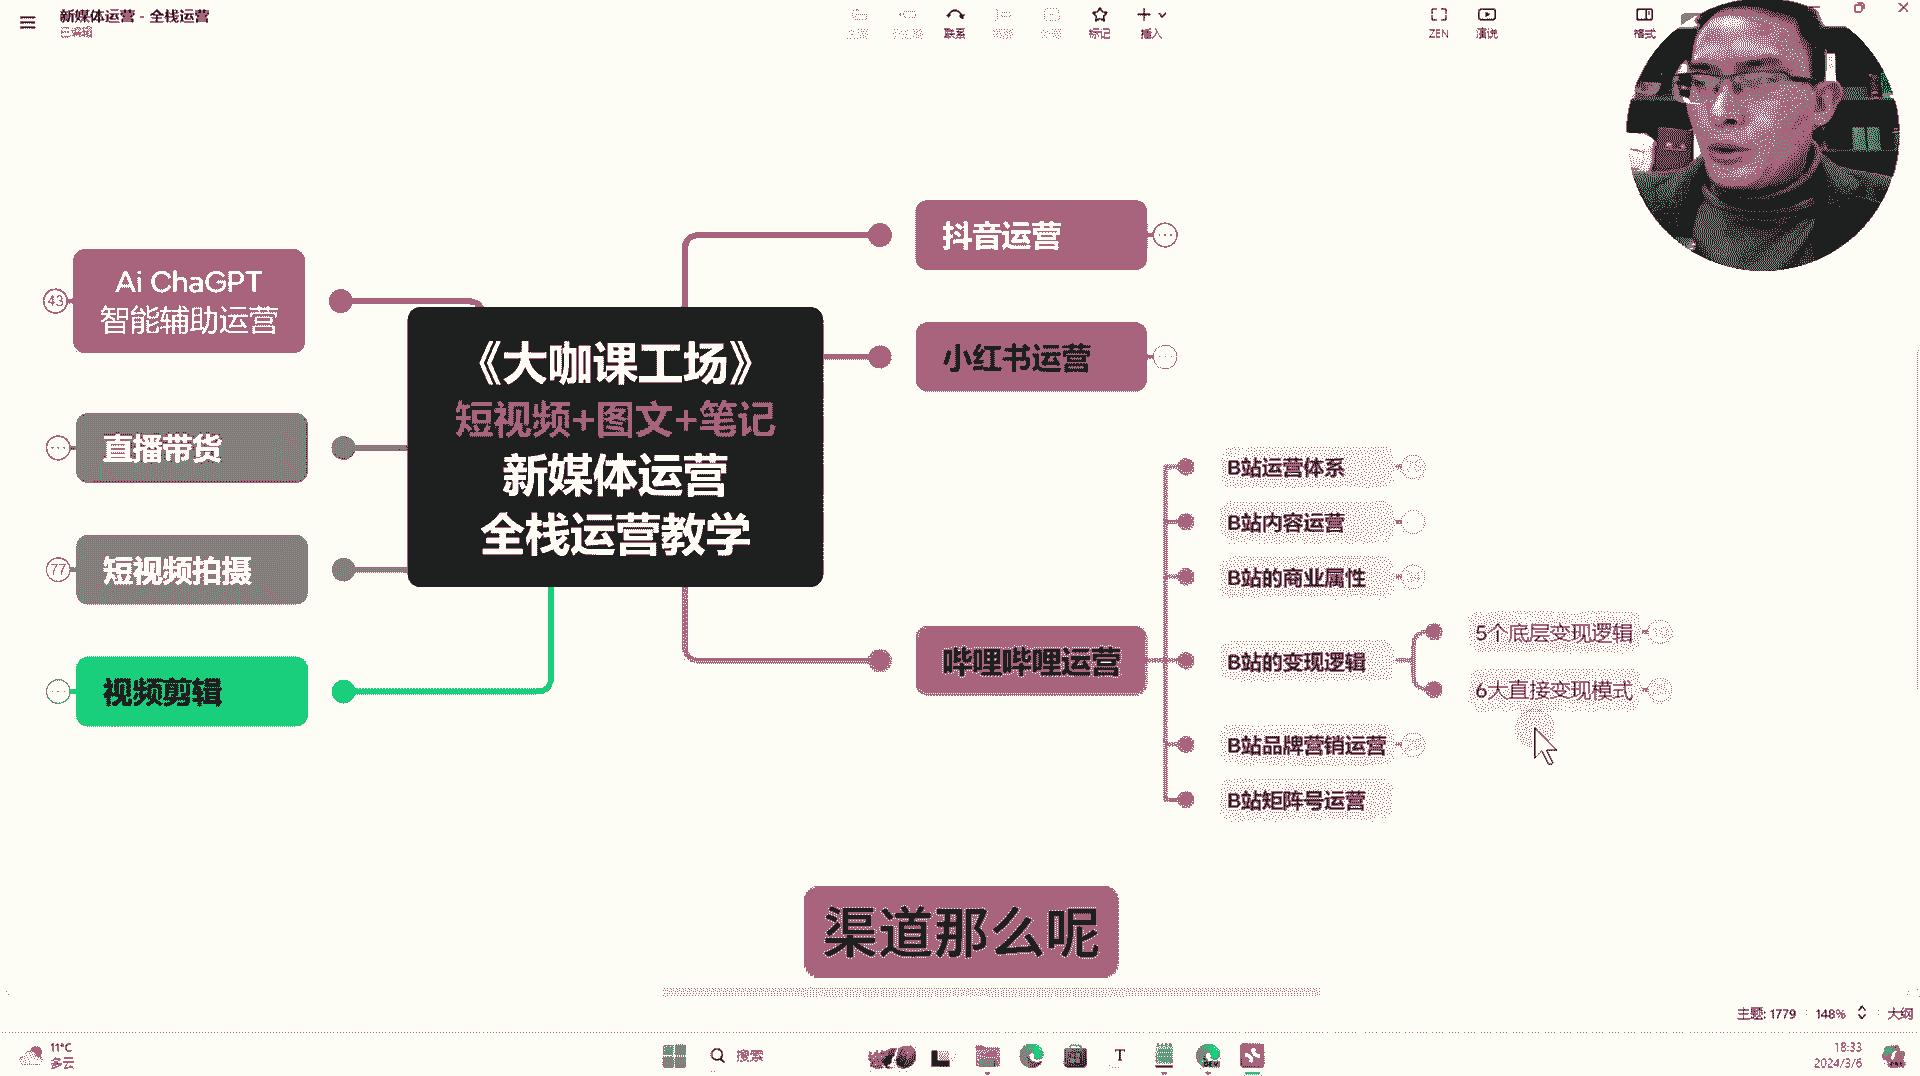 新媒体运营 - 全栈运营
已编辑
联系
标记
插入
ZEN
演说
格式
Ai ChaGPT
智能辅助运营
43
直播带货
短视频拍摄
77
视频剪辑
《大咖课工场》
短视频+图文+笔记
新媒体运营
全栈运营教学
抖音运营
小红书运营
哔哩哔哩运营
B站运营体系
B站内容运营
B站的商业属性
B站的变现逻辑
5个底层变现逻辑
6大直接变现模式
B站品牌营销运营
B站矩阵号运营
渠道那么呢
主题: 1779
148%
大纲
11°C
多云
搜索
18:33
2024/3/6